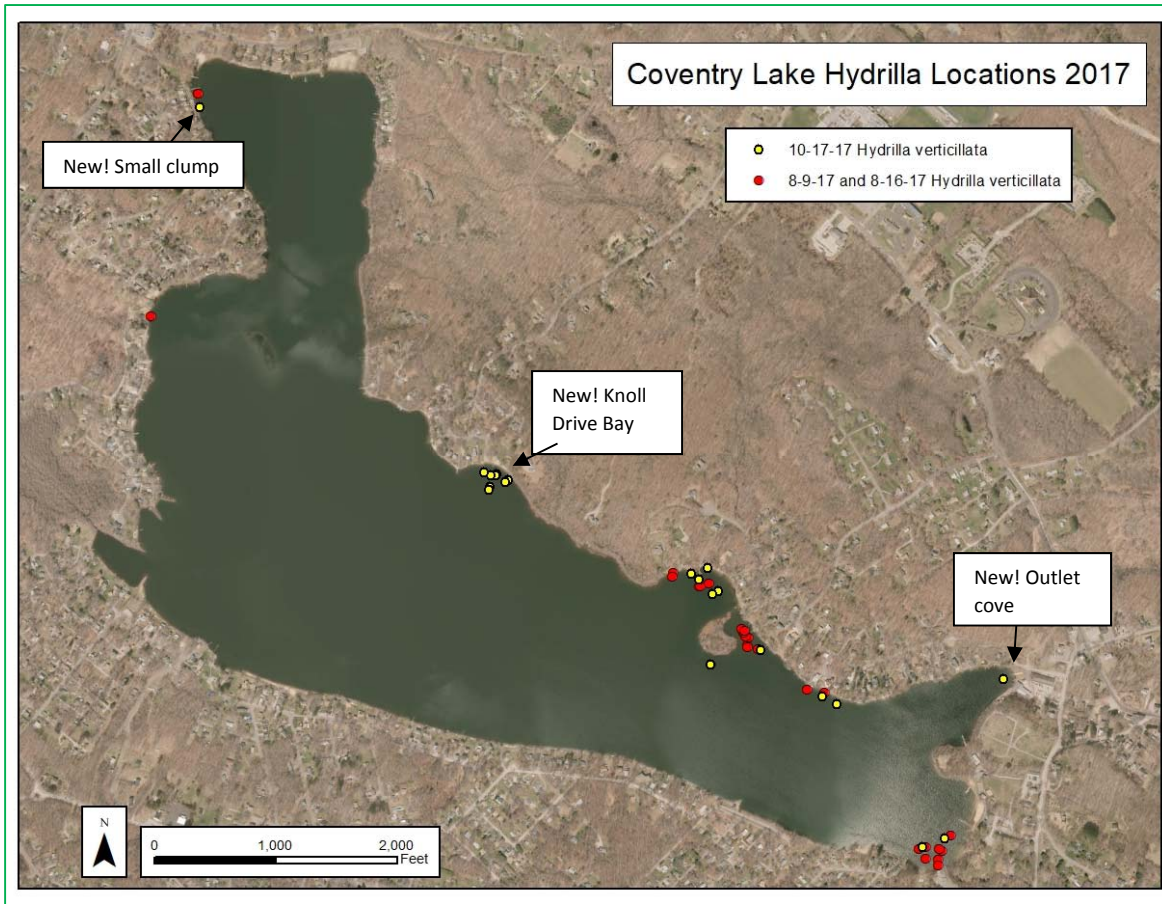 Coventry Lake Hydrilla Locations 2017
10-17-17 Hydrilla verticillata
8-9-17 and 8-16-17 Hydrilla verticillata
New! Small clump
New! Knoll
Drive Bay
New! Outlet
cove
N
0 1,000 2,000
Feet